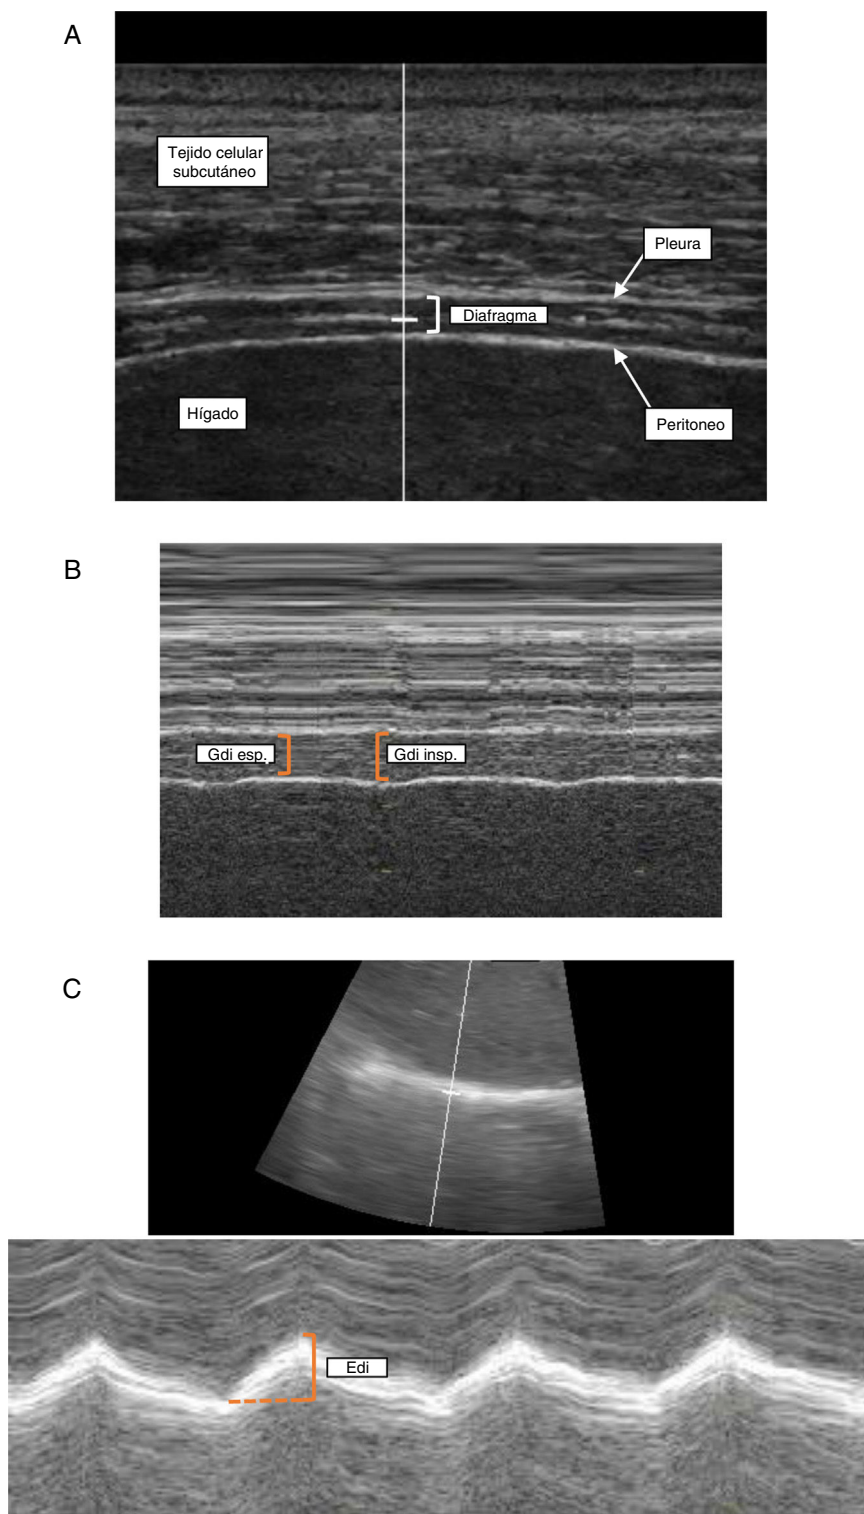 A
Tejido celular
subcutáneo
Pleura
Diafragma
Hígado
Peritoneo
B
Gdi esp.
Gdi insp.
C
Edi